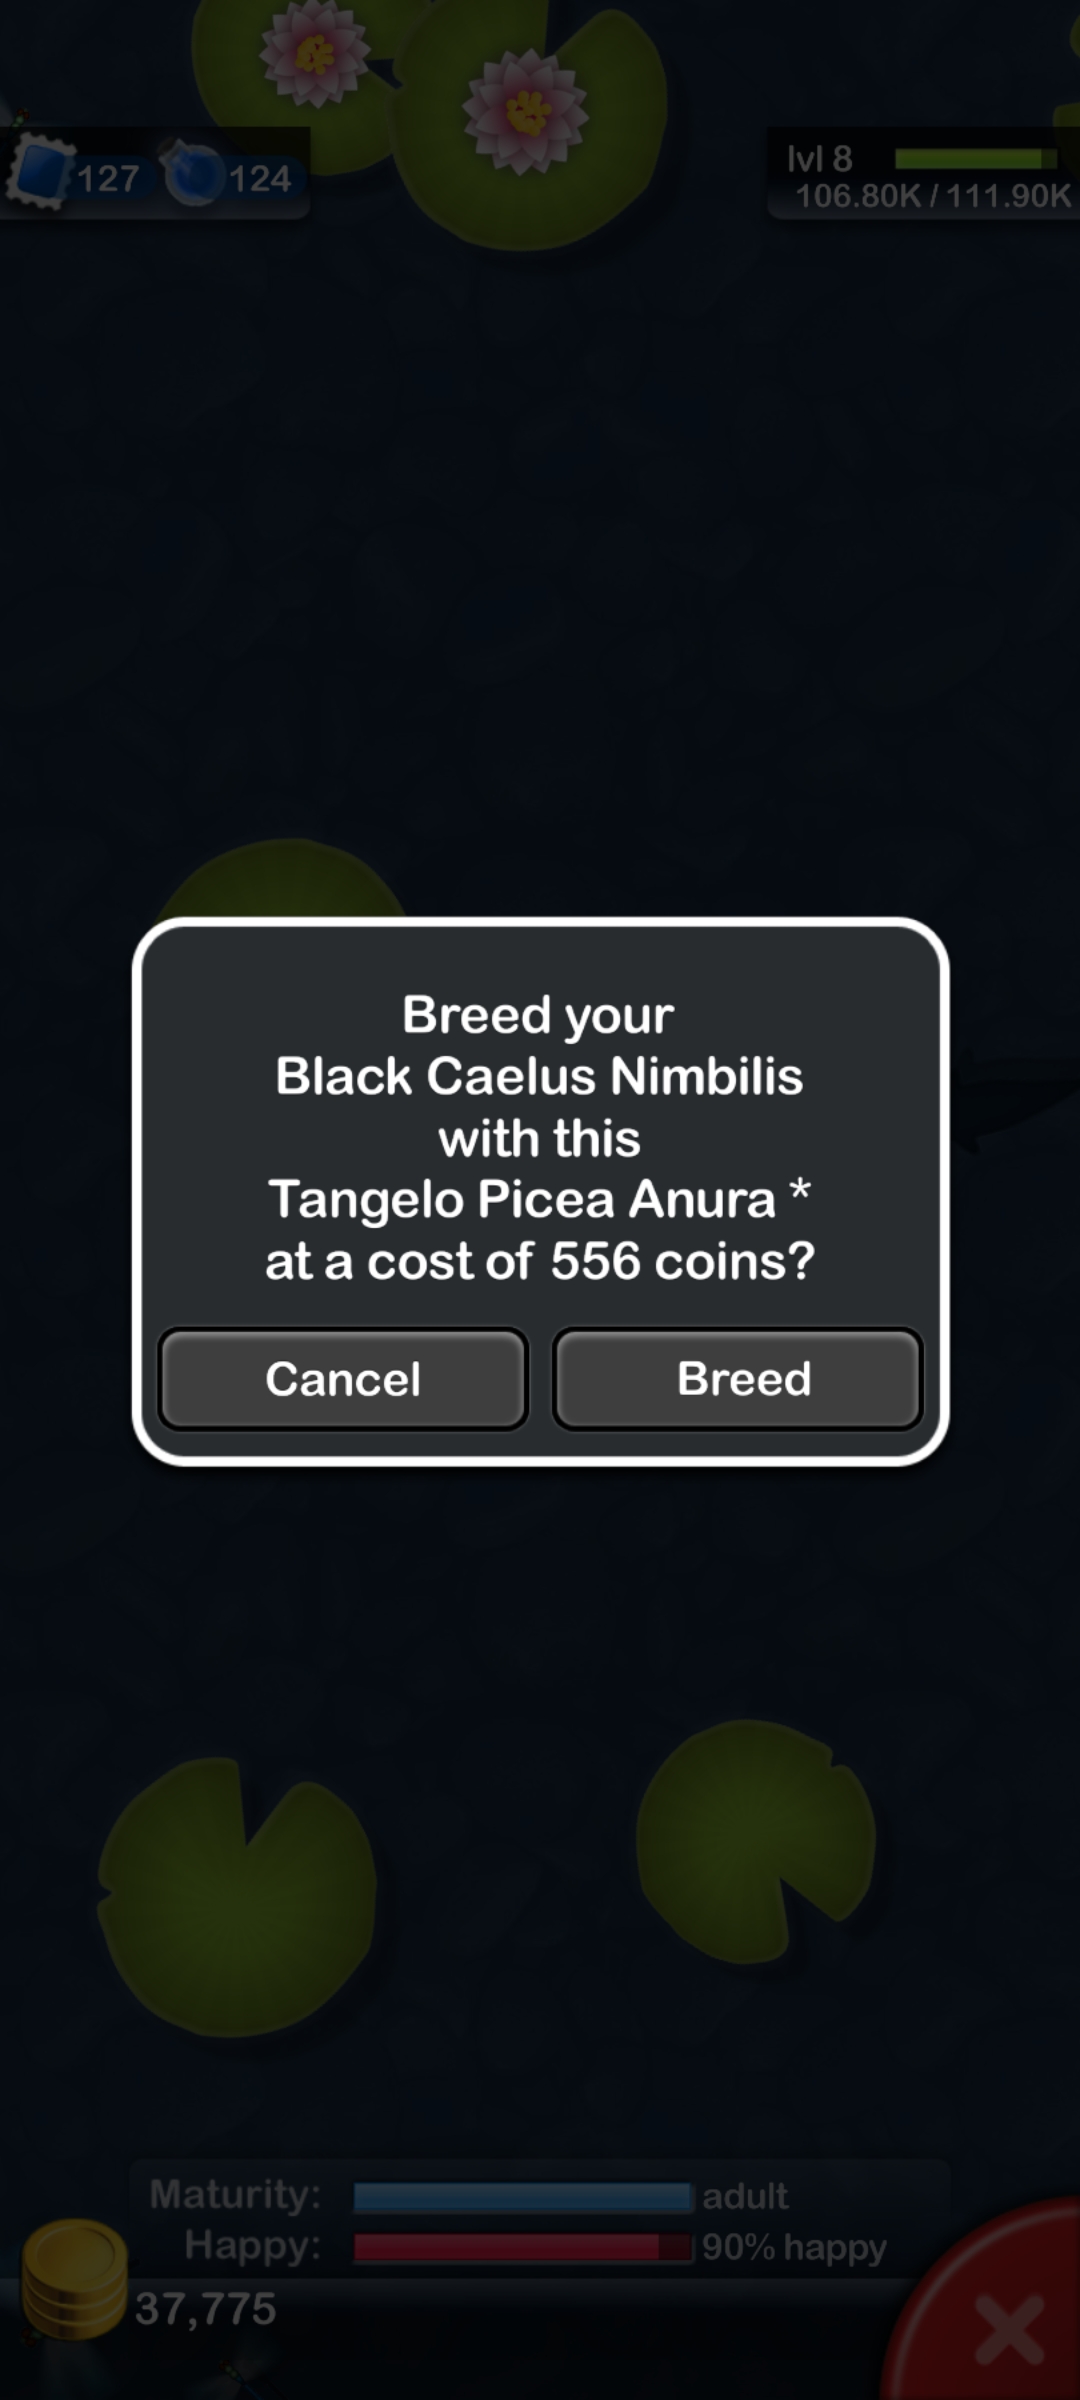 127
124
lvl 8
106.80K / 111.90K
Breed your
Black Caelus Nimbilis
with this
Tangelo Picea Anura *
at a cost of 556 coins?
Cancel
Breed
Maturity:
adult
Happy:
90% happy
37,775